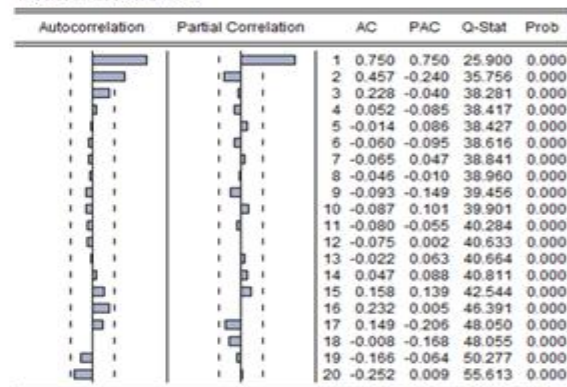 Autocorrelation Partial Correlation AC PAC Q-Stat Prob
1 0.750 0.750 25.900 0.000
2 0.457 -0.240 35.756 0.000
3 0.228 -0.040 38.281 0.000
4 0.052 -0.085 38.417 0.000
5 -0.014 0.086 38.427 0.000
6 -0.060 -0.095 38.616 0.000
7 -0.065 0.047 38.841 0.000
8 -0.046 -0.010 38.960 0.000
9 -0.093 -0.149 39.456 0.000
10 -0.087 0.101 39.901 0.000
11 -0.080 -0.055 40.284 0.000
12 -0.075 0.002 40.633 0.000
13 -0.022 0.063 40.664 0.000
14 0.047 0.088 40.811 0.000
15 0.158 0.139 42.544 0.000
16 0.232 0.005 46.391 0.000
17 0.149 -0.206 48.050 0.000
18 -0.008 -0.168 48.055 0.000
19 -0.166 -0.064 50.277 0.000
20 -0.252 0.009 55.613 0.000